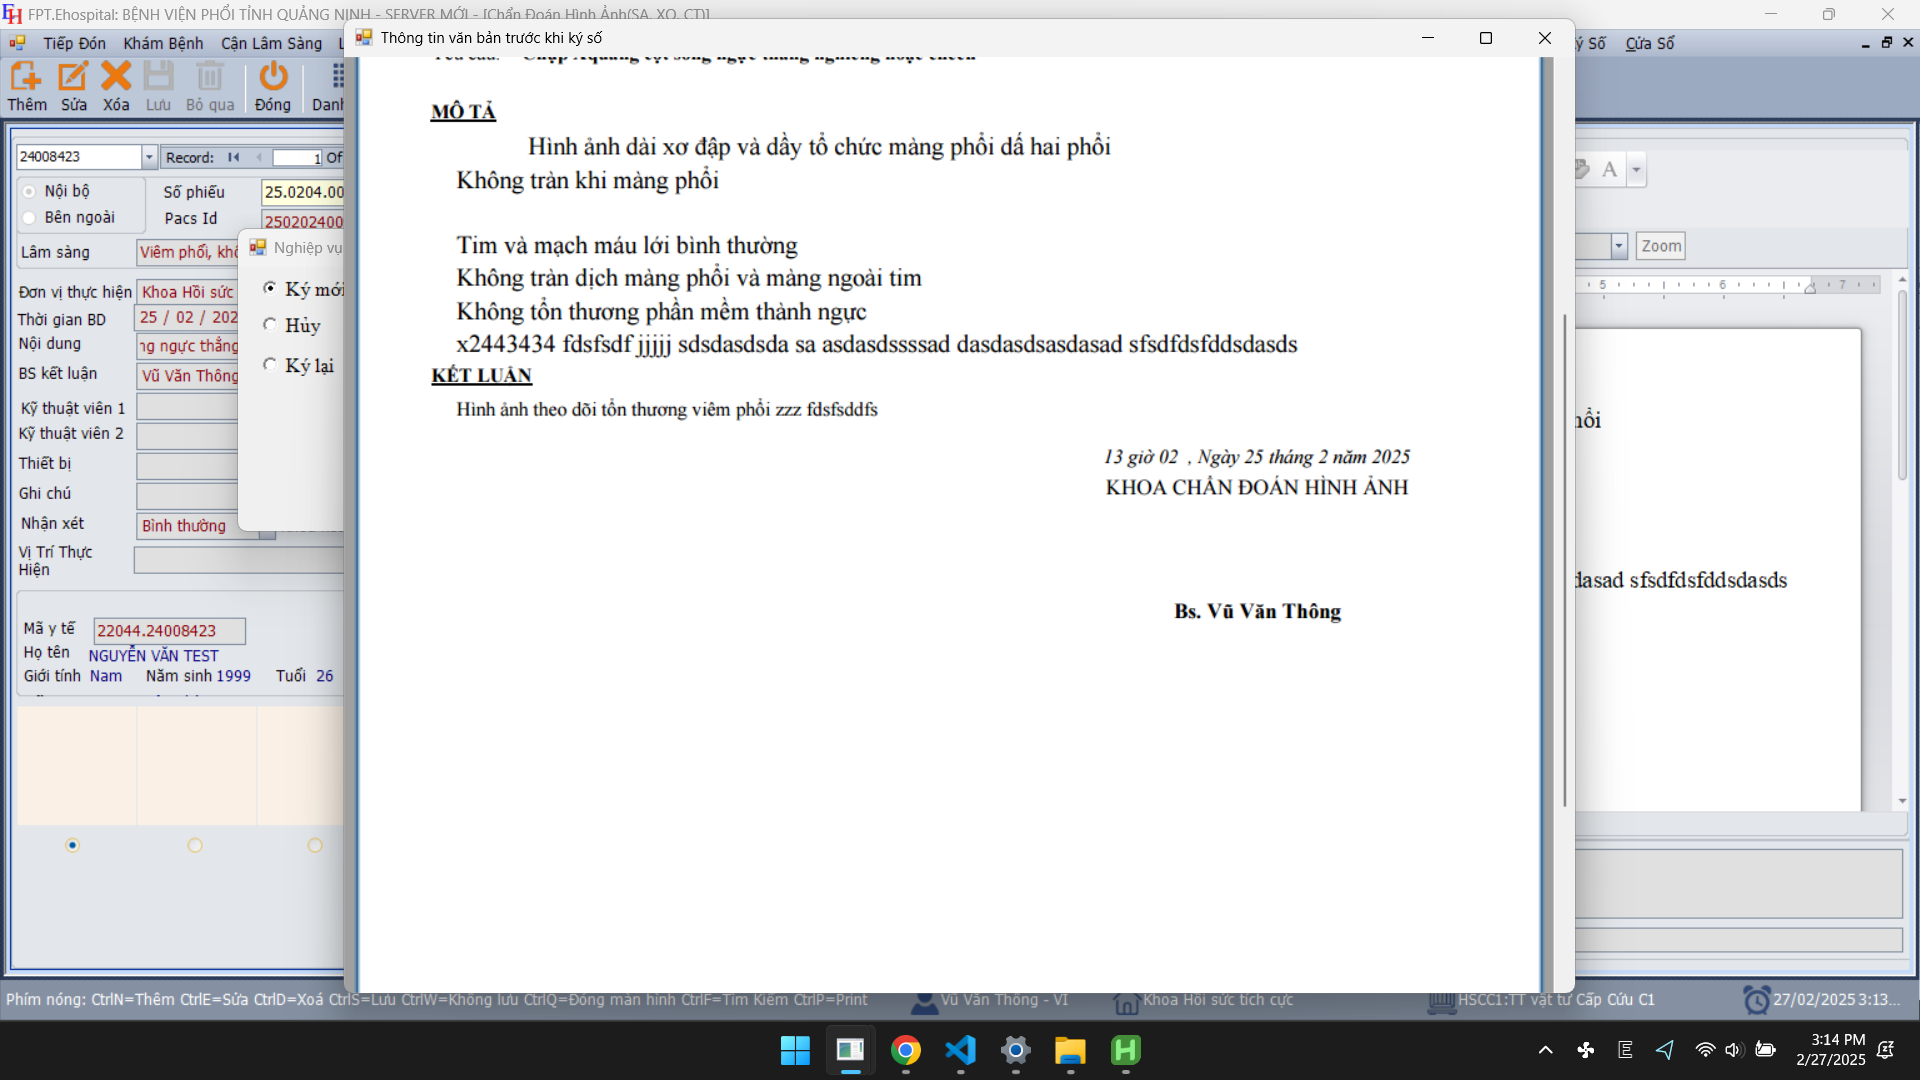 FPT.Ehospital: BỆNH VIỆN PHỔI TỈNH QUẢNG NINH - SERVER MỚI - [Chẩn Đoán Hình Ảnh(SA, XQ, CT)]
Tiếp Đón Khám Bệnh Cận Lâm Sàng
Số Cửa Sổ
Thêm Sửa Xóa Lưu Bỏ qua Đóng
24008423 Record: 1 Of
Nội bộ
Bên ngoài
Số phiếu 25.0204.00
Pacs Id 250202400
Lâm sàng Viêm phổi,
Đơn vị thực hiện Khoa Hồi sức
Thời gian BD 25 / 02 / 202
Nội dung ng ngực thẳng
BS kết luận Vũ Văn Thông
Kỹ thuật viên 1
Kỹ thuật viên 2
Thiết bị
Ghi chú
Nhận xét Bình thường
Vị Trí Thực
Hiện
Mã y tế 22044.24008423
Họ tên NGUYỄN VĂN TEST
Giới tính Nam Năm sinh 1999 Tuổi 26
Nghiệp vụ
Ký mới
Hủy
Ký lại
Thông tin văn bản trước khi ký số
MÔ TẢ
Hình ảnh dài xơ đập và dầy tổ chức màng phổi dấ hai phổi
Không tràn khi màng phổi
Tim và mạch máu lới bình thường
Không tràn dịch màng phổi và màng ngoài tim
Không tổn thương phần mềm thành ngực
x2443434 fdsfsdf jjjjj sdsdasdsda sa asdasdssssad dasdasdsasdasad sfsdfdsfddsdasds
KẾT LUẬN
Hình ảnh theo dõi tổn thương viêm phổi zzz fdsfsddfs
13 giờ 02 , Ngày 25 tháng 2 năm 2025
KHOA CHẨN ĐOÁN HÌNH ẢNH
Bs. Vũ Văn Thông
A
Zoom
5 6 7
dasad sfsdfdsfddsdasds
Phím nóng: CtrlN=Thêm CtrlE=Sửa CtrlD=Xoá CtrlS=Lưu CtrlW=Không lưu CtrlQ=Đóng màn hình CtrlF=Tìm Kiếm CtrlP=Print
Vũ Văn Thông - VI
Khoa Hồi sức tích cực
HSCC1:TT vật tư Cấp Cứu C1
27/02/2025 3:13...
3:14 PM
2/27/2025